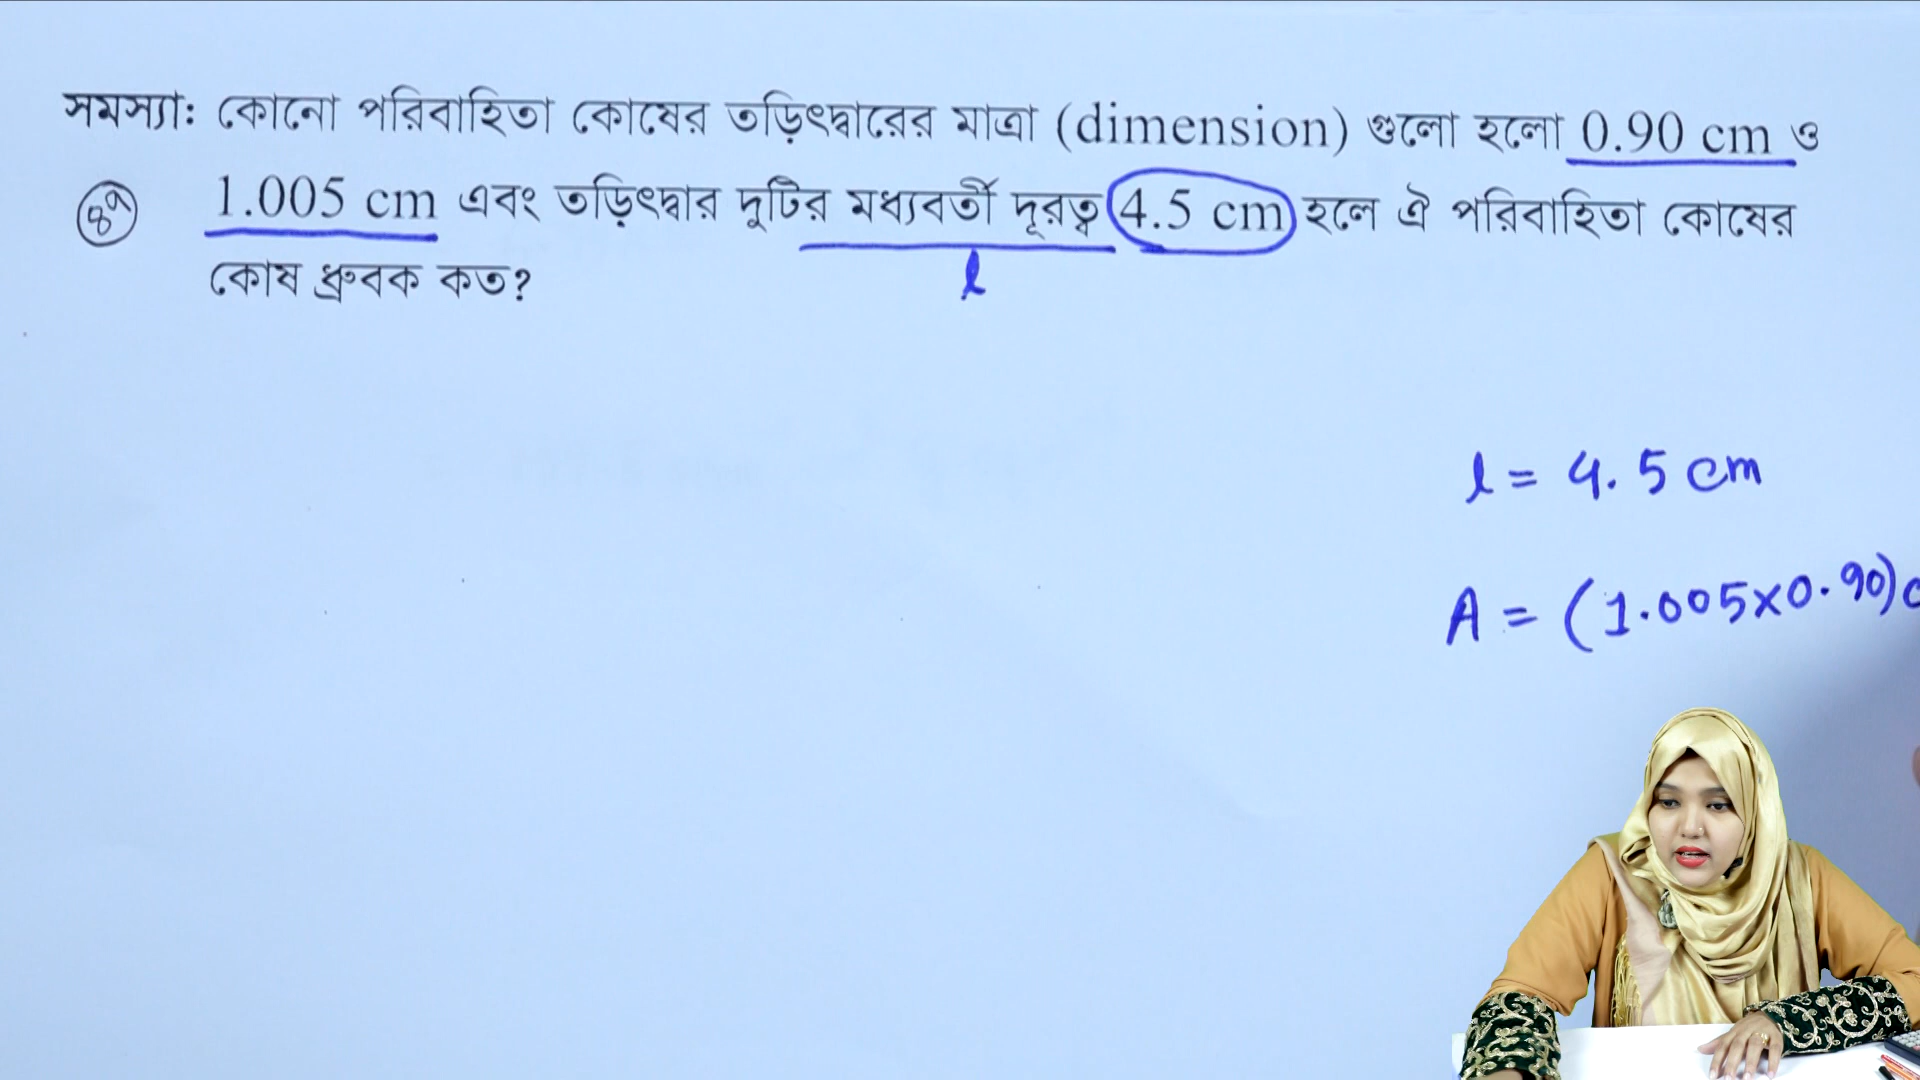 সমস্যা: কোনো পরিবাহিতা কোষের তড়িৎদ্বারের মাত্রা (dimension) গুলো হলো 0.90 cm ও
৪৭ 1.005 cm এবং তড়িৎদ্বার দুটির মধ্যবর্তী দূরত্ব 4.5 cm হলে ঐ পরিবাহিতা কোষের
কোষ ধ্রুবক কত?
l
l = 4.5 cm
A = (1.005×0.90)c